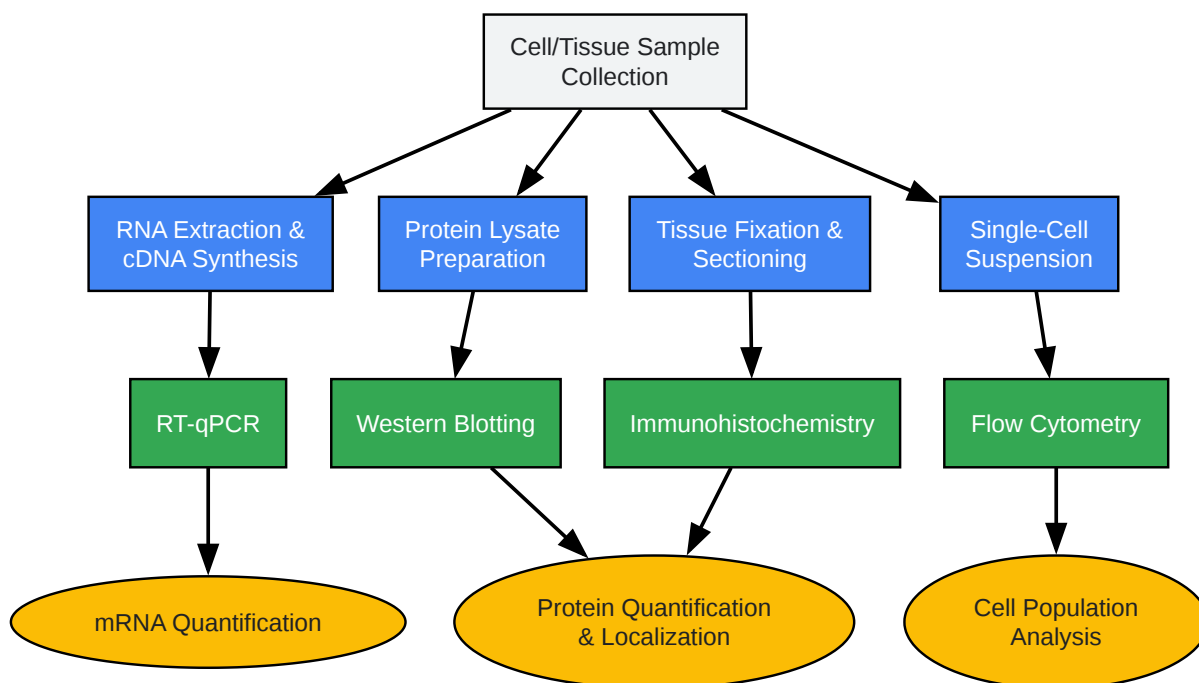 Cell/Tissue Sample
Collection
RNA Extraction &
cDNA Synthesis
Protein Lysate
Preparation
Tissue Fixation &
Sectioning
Single-Cell
Suspension
RT-qPCR
Western Blotting
Immunohistochemistry
Flow Cytometry
mRNA Quantification
Protein Quantification
& Localization
Cell Population
Analysis